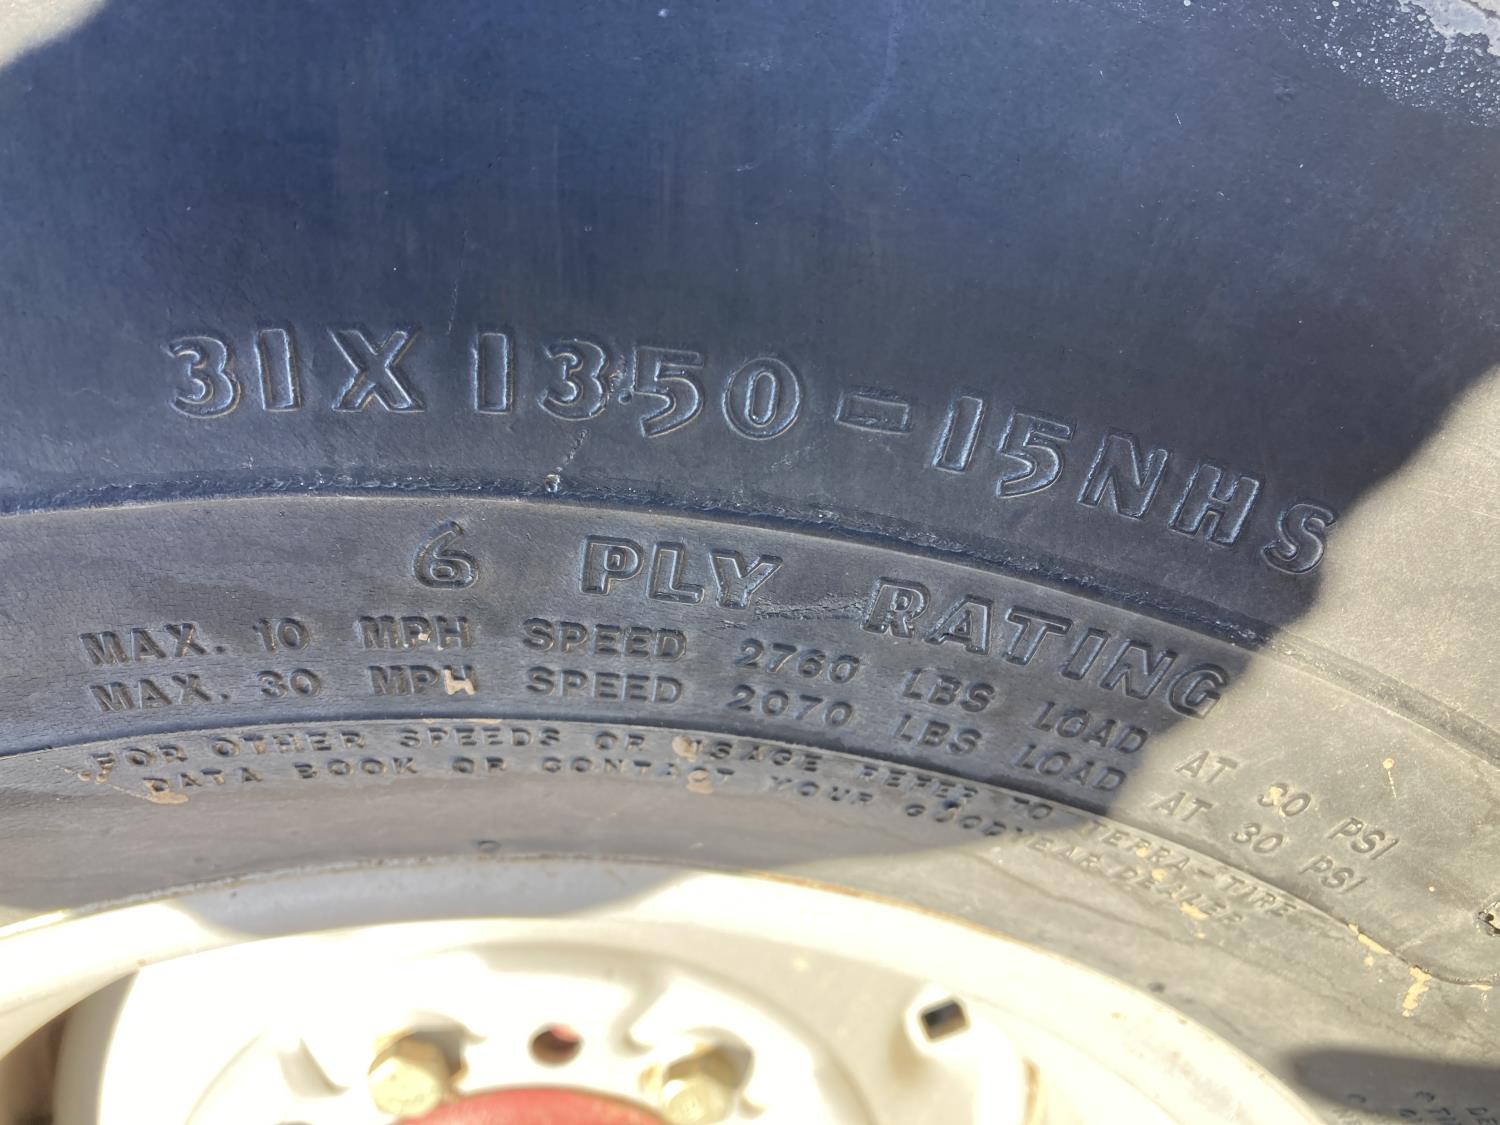 31X13.50-15NHS
6 PLY RATING
MAX. 10 MPH SPEED 2760 LBS LOAD AT 30 PSI
MAX. 30 MPH SPEED 2070 LBS LOAD AT 30 PSI
FOR OTHER SPEEDS OR USAGE REFER TO TERRA-TIRE
DATA BOOK OR CONTACT YOUR GOODYEAR DEALER